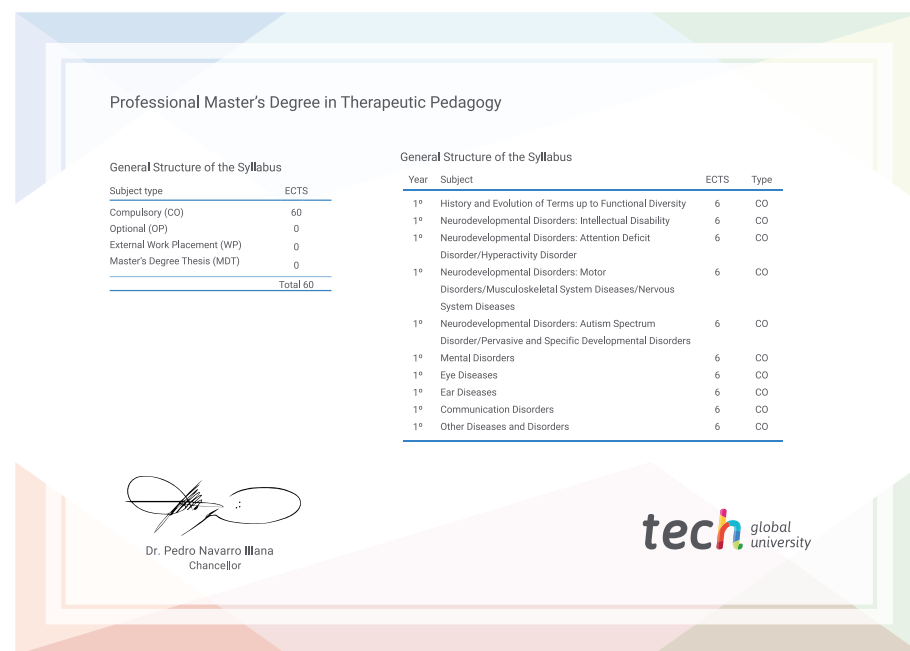 Professional Master's Degree in Therapeutic Pedagogy
General Structure of the Syllabus
Subject type ECTS
Compulsory (CO) 60
Optional (OP) 0
External Work Placement (WP) 0
Master's Degree Thesis (MDT) 0
Total 60
General Structure of the Syllabus
Year Subject ECTS Type
1º History and Evolution of Terms up to Functional Diversity 6 CO
1º Neurodevelopmental Disorders: Intellectual Disability 6 CO
1º Neurodevelopmental Disorders: Attention Deficit 6 CO
Disorder/Hyperactivity Disorder
1º Neurodevelopmental Disorders: Motor 6 CO
Disorders/Musculoskeletal System Diseases/Nervous
System Diseases
1º Neurodevelopmental Disorders: Autism Spectrum 6 CO
Disorder/Pervasive and Specific Developmental Disorders
1º Mental Disorders 6 CO
1º Eye Diseases 6 CO
1º Ear Diseases 6 CO
1º Communication Disorders 6 CO
1º Other Diseases and Disorders 6 CO
Dr. Pedro Navarro Illana
Chancellor
tech global
university